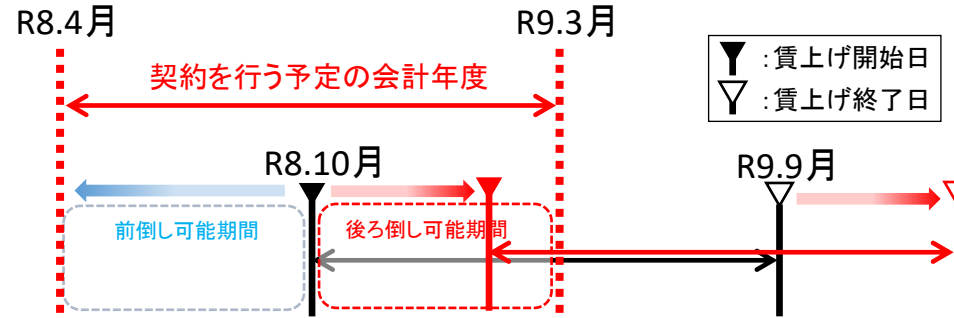 R8.4月
R9.3月
契約を行う予定の会計年度
：賃上げ開始日
：賃上げ終了日
R8.10月
R9.9月
前倒し可能期間
後ろ倒し可能期間